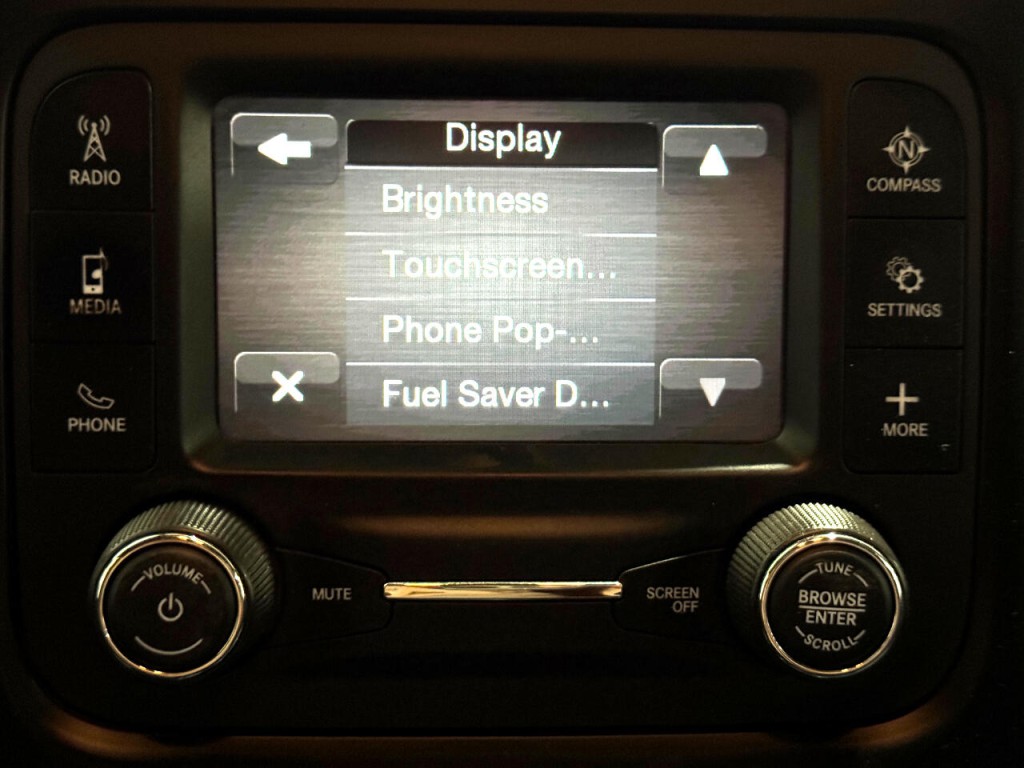 RADIO
MEDIA
PHONE
Display
Brightness
Touchscreen...
Phone Pop-...
Fuel Saver D...
N
COMPASS
SETTINGS
MORE
VOLUME
MUTE
SCREEN
OFF
TUNE
BROWSE
ENTER
SCROLL